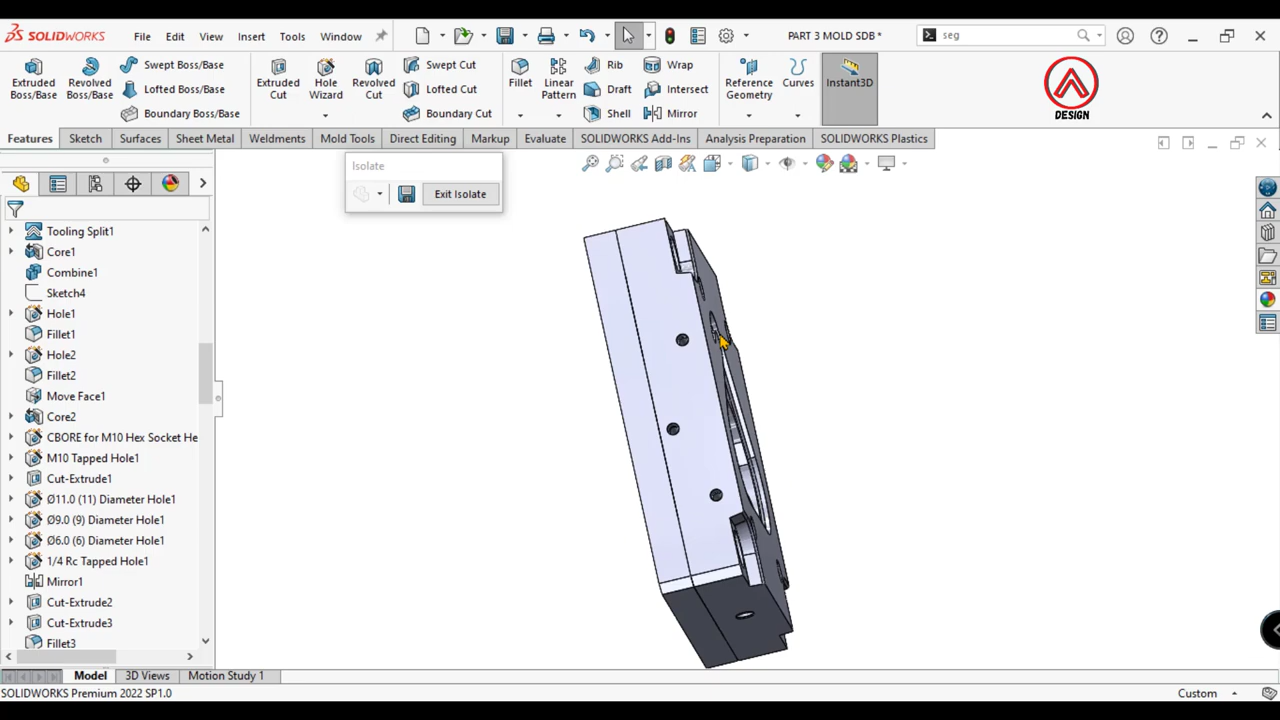 SOLIDWORKS File Edit View Insert Tools Window PART 3 MOLD SDB * seg
Extruded Boss/Base
Revolved Boss/Base
Swept Boss/Base
Lofted Boss/Base
Boundary Boss/Base
Extruded Cut
Hole Wizard
Revolved Cut
Swept Cut
Lofted Cut
Boundary Cut
Fillet
Linear Pattern
Rib
Draft
Shell
Wrap
Intersect
Mirror
Reference Geometry
Curves
Instant3D
DESIGN
Features Sketch Surfaces Sheet Metal Weldments Mold Tools Direct Editing Markup Evaluate SOLIDWORKS Add-Ins Analysis Preparation SOLIDWORKS Plastics
Isolate
Exit Isolate
Tooling Split1
Core1
Combine1
Sketch4
Hole1
Fillet1
Hole2
Fillet2
Move Face1
Core2
CBORE for M10 Hex Socket He
M10 Tapped Hole1
Cut-Extrude1
Ø11.0 (11) Diameter Hole1
Ø9.0 (9) Diameter Hole1
Ø6.0 (6) Diameter Hole1
1/4 Rc Tapped Hole1
Mirror1
Cut-Extrude2
Cut-Extrude3
Fillet3
Model 3D Views Motion Study 1
SOLIDWORKS Premium 2022 SP1.0 Custom